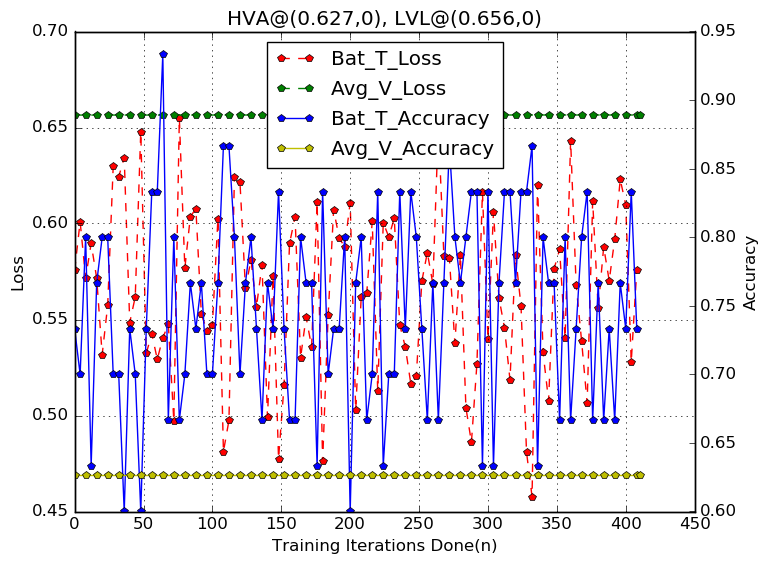 HVA@(0.627,0), LVL@(0.656,0)
Bat_T_Loss
Avg_V_Loss
Bat_T_Accuracy
Avg_V_Accuracy
Loss
0.70
0.65
0.60
0.55
0.50
0.45
Accuracy
0.95
0.90
0.85
0.80
0.75
0.70
0.65
0.60
0 50 100 150 200 250 300 350 400 450
Training Iterations Done(n)